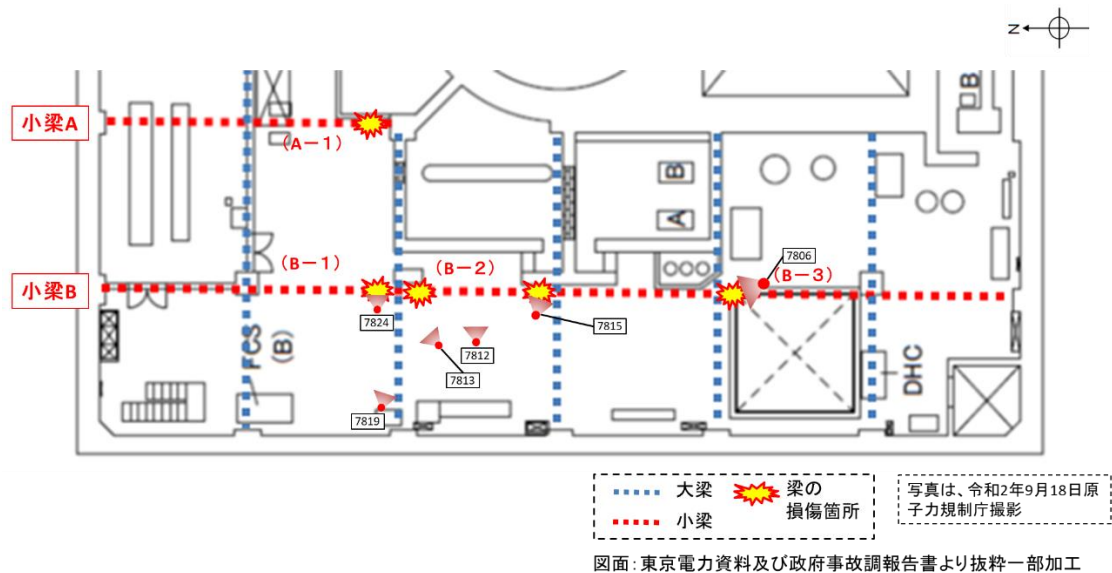 N
小梁A
(A-1)
B
B
A
7806
小梁B
(B-1)
(B-2)
(B-3)
7824
7815
7812
7813
7819
FCS
(B)
DHC
大梁
小梁
梁の
損傷箇所
写真は、令和2年9月18日原
子力規制庁撮影
図面:東京電力資料及び政府事故調報告書より抜粋一部加工